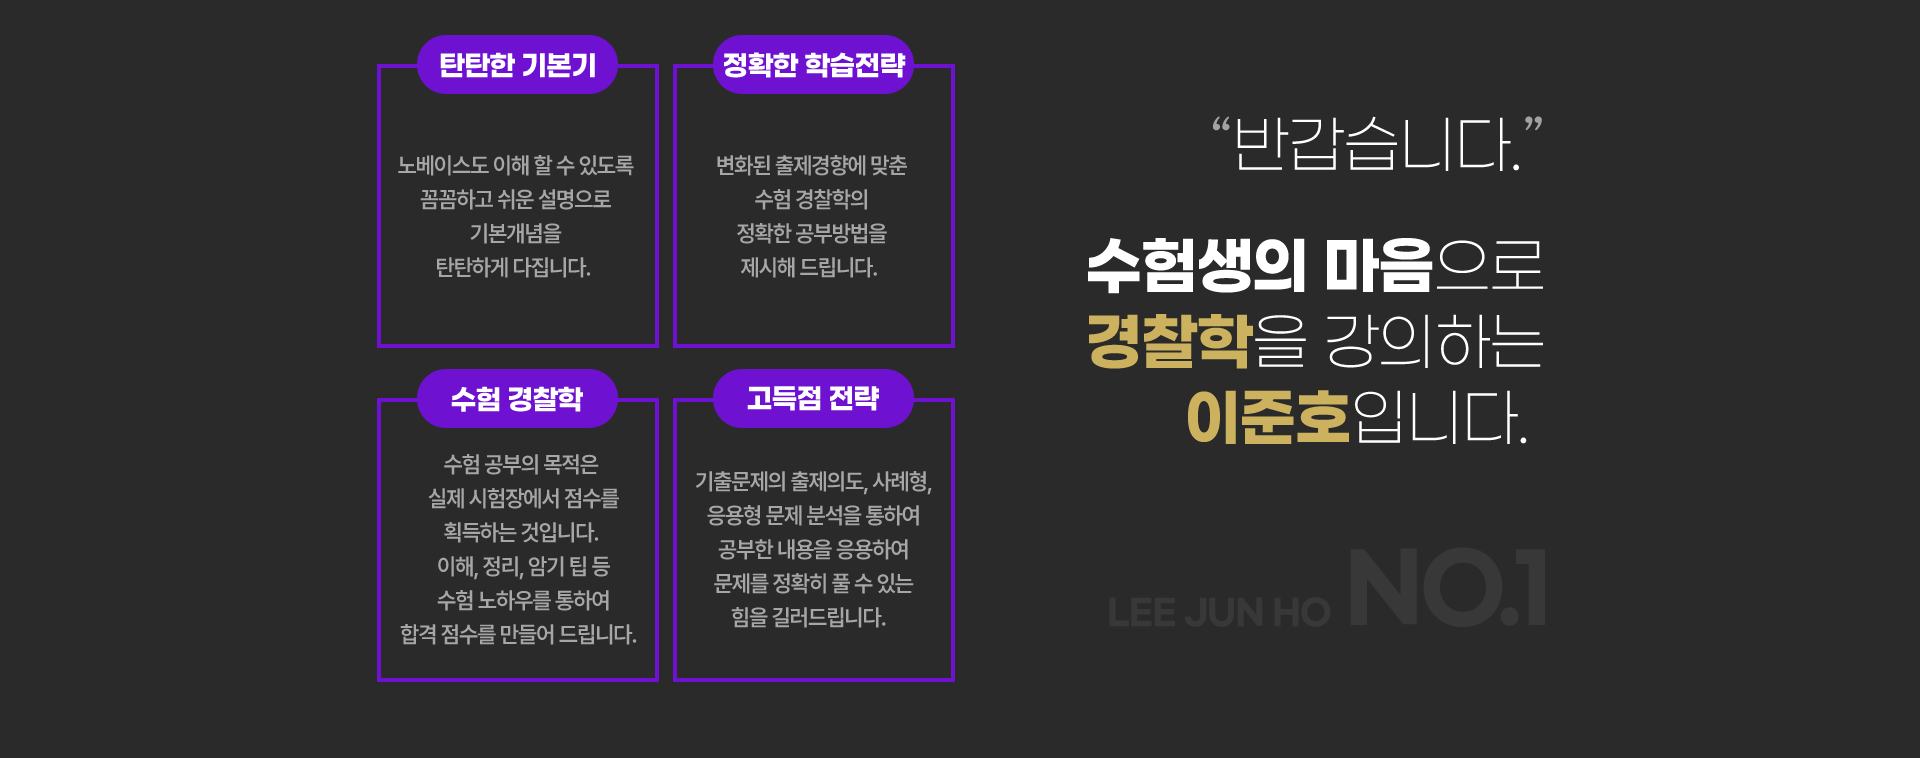 탄탄한 기본기
노베이스도 이해 할 수 있도록
꼼꼼하고 쉬운 설명으로
기본개념을
탄탄하게 다집니다.
정확한 학습전략
변화된 출제경향에 맞춘
수험 경찰학의
정확한 공부방법을
제시해 드립니다.
수험 경찰학
수험 공부의 목적은
실제 시험장에서 점수를
획득하는 것입니다.
이해, 정리, 암기 팁 등
수험 노하우를 통하여
합격 점수를 만들어 드립니다.
고득점 전략
기출문제의 출제의도, 사례형,
응용형 문제 분석을 통하여
공부한 내용을 응용하여
문제를 정확히 풀 수 있는
힘을 길러드립니다.
“반갑습니다.”
수험생의 마음으로
경찰학을 강의하는
이준호입니다.
LEE JUN HO NO.1